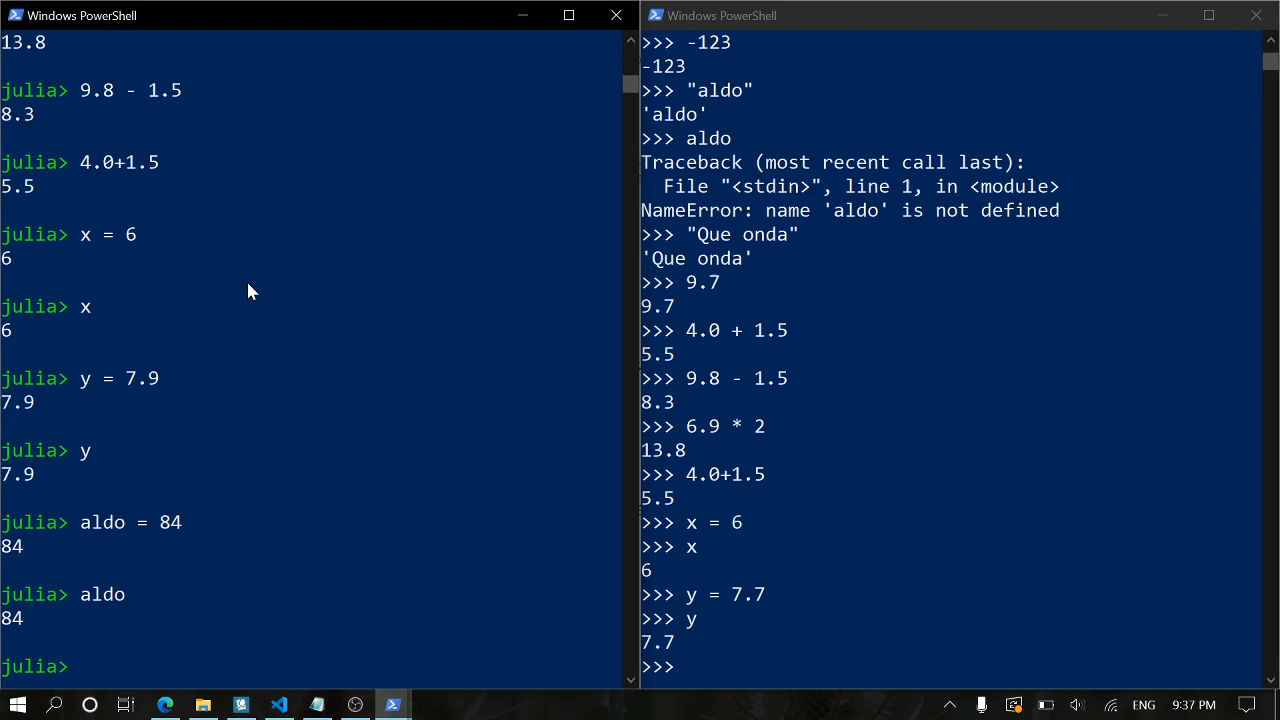 Windows PowerShell
13.8
julia> 9.8 - 1.5
8.3
julia> 4.0+1.5
5.5
julia> x = 6
6
julia> x
6
julia> y = 7.9
7.9
julia> y
7.9
julia> aldo = 84
84
julia> aldo
84
julia>
Windows PowerShell
>>> -123
-123
>>> "aldo"
'aldo'
>>> aldo
Traceback (most recent call last):
  File "<stdin>", line 1, in <module>
NameError: name 'aldo' is not defined
>>> "Que onda"
'Que onda'
>>> 9.7
9.7
>>> 4.0 + 1.5
5.5
>>> 9.8 - 1.5
8.3
>>> 6.9 * 2
13.8
>>> 4.0+1.5
5.5
>>> x = 6
>>> x
6
>>> y = 7.7
>>> y
7.7
>>>
ENG
9:37 PM